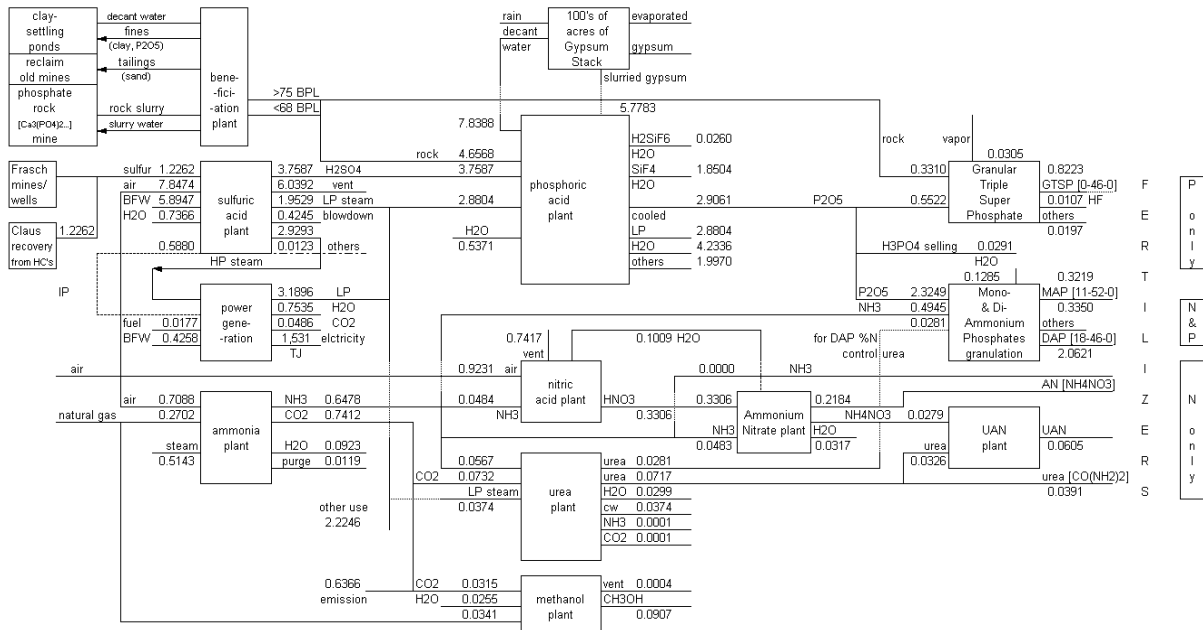 clay-
settling
ponds
reclaim
old mines
phosphate
rock
[Ca3(PO4)2...]
mine
decant water
fines
(clay, P2O5)
tailings
(sand)
rock slurry
slurry water
bene-
fici-
-ation
plant
>75 BPL
<68 BPL
rain
decant
water
100's of
acres of
Gypsum
Stack
evaporated
gypsum
slurried gypsum
5.7783
7.8388
rock 4.6568
3.7587
2.8804
H2O
0.5371
phosphoric
acid
plant
H2SiF6 0.0260
H2O
SiF4 1.8504
H2O
2.9061
cooled
LP 2.8804
H2O 4.2336
others 1.9970
P2O5
rock
vapor
0.0305
0.3310
0.5522
Granular
Triple
Super
Phosphate
0.8223
GTSP [0-46-0]
0.0107 HF
others
0.0197
Frasch
mines/
wells
Claus
recovery
from HC's
1.2262
sulfur 1.2262
air 7.8474
BFW 5.8947
H2O 0.7366
0.5880
sulfuric
acid
plant
3.7587 H2SO4
6.0392 vent
1.9529 LP steam
0.4245 blowdown
2.9293
0.0123 others
HP steam
IP
fuel 0.0177
BFW 0.4258
power
gene-
-ration
3.1896 LP
0.7535 H2O
0.0486 CO2
1,531 elctricity
TJ
H3PO4 selling 0.0291
H2O
0.1285
P2O5 2.3249
NH3 0.4945
0.0281
Mono-
& Di-
Ammonium
Phosphates
granulation
0.3219
MAP [11-52-0]
0.3350
others
DAP [18-46-0]
2.0621
for DAP %N
control urea
0.7417
vent
0.1009 H2O
air
0.9231 air
0.0484
NH3
nitric
acid plant
HNO3
0.3306
0.3306
NH3
0.0483
Ammonium
Nitrate plant
0.0000 NH3
AN [NH4NO3]
0.2184
NH4NO3 0.0279
H2O
0.0317
urea
0.0326
UAN
plant
UAN
0.0605
urea [CO(NH2)2]
0.0391
air 0.7088
natural gas 0.2702
steam
0.5143
ammonia
plant
NH3 0.6478
CO2 0.7412
H2O 0.0923
purge 0.0119
0.0567
CO2 0.0732
LP steam
0.0374
other use
2.2246
urea
plant
urea 0.0281
urea 0.0717
H2O 0.0299
cw 0.0374
NH3 0.0001
CO2 0.0001
0.6366
emission
CO2 0.0315
H2O 0.0255
0.0341
methanol
plant
vent 0.0004
CH3OH
0.0907
F
E
R
T
I
L
I
Z
E
R
S
P
o
n
l
y
N
&
P
N
o
n
l
y